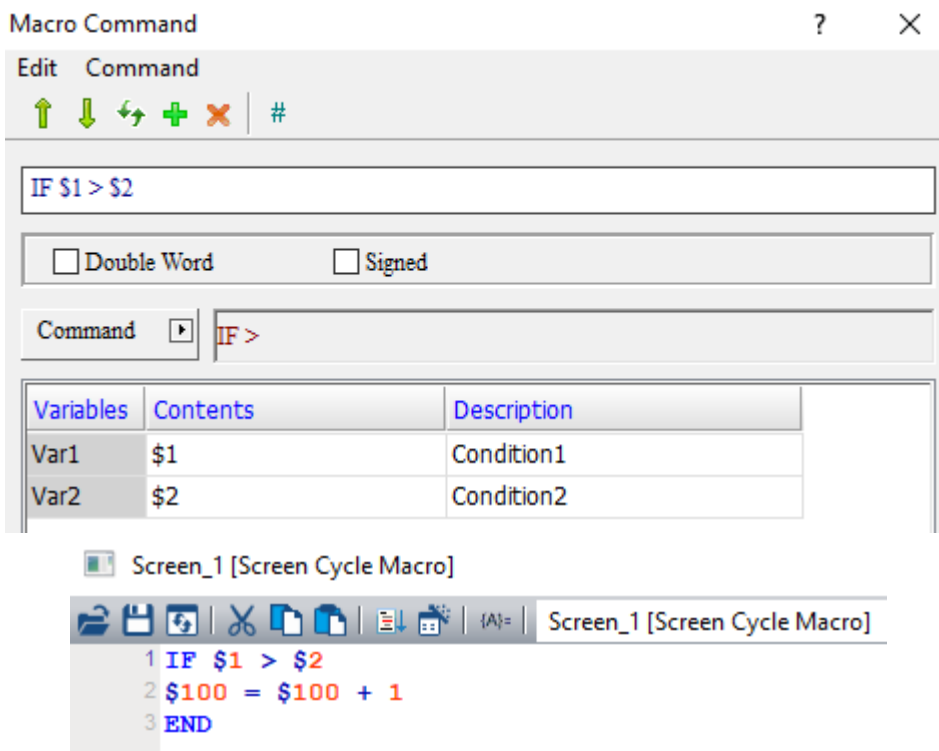 Macro Command ?
Edit Command
#
IF $1 > $2
Double Word Signed
Command IF >
Variables Contents Description
Var1 $1 Condition1
Var2 $2 Condition2
Screen_1 [Screen Cycle Macro]
{A}= Screen_1 [Screen Cycle Macro]
1 IF $1 > $2
2 $100 = $100 + 1
3 END